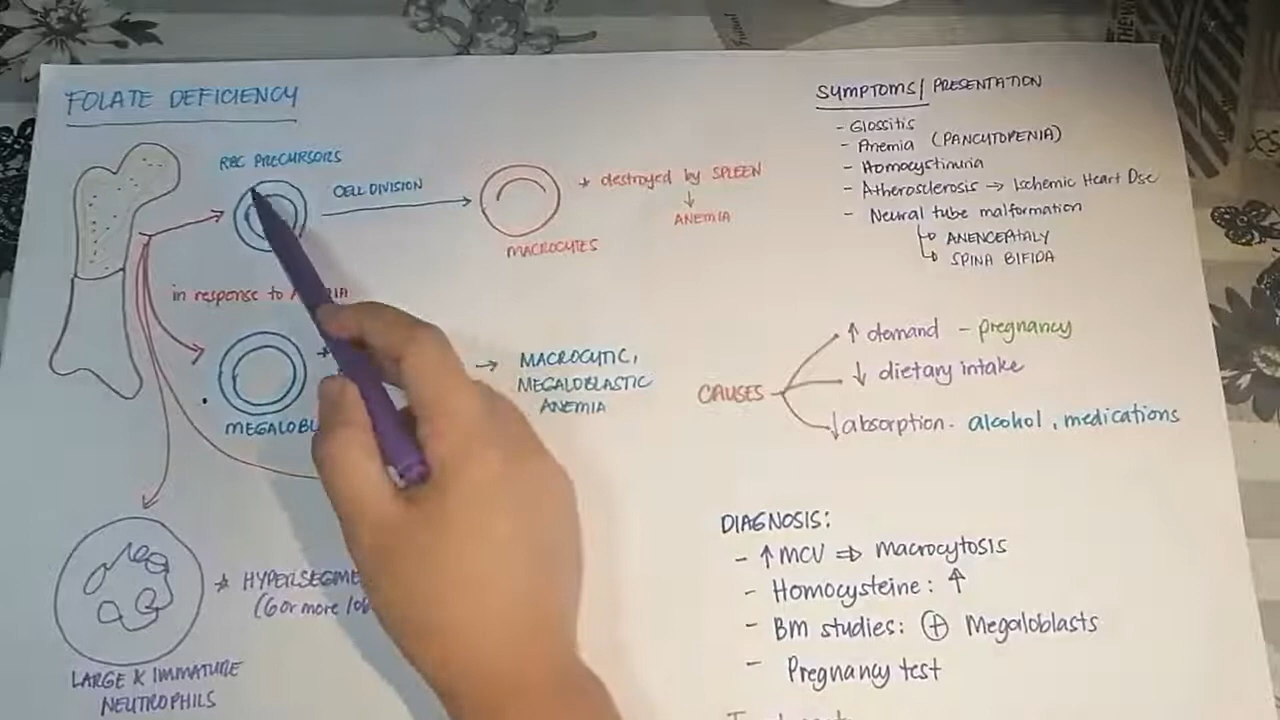 FOLATE DEFICIENCY
RBC PRECURSORS
CELL DIVISION
MACROCYTES
* destroyed by SPLEEN
↓
ANEMIA
in response to
→ MACROCYTIC,
MEGALOBLASTIC
ANEMIA
* HYPERSEGME
(6 or more lob
LARGE & IMMATURE
NEUTROPHILS
SYMPTOMS/ PRESENTATION
- Glossitis
- Anemia (PANCYTOPENIA)
- Homocystinuria
- Atherosclerosis → Ischemic Heart Dse
- Neural tube malformation
ANENCEPHALY
SPINA BIFIDA
CAUSES
↑ demand - pregnancy
↓ dietary intake
↓ absorption - alcohol, medications
DIAGNOSIS:
- ↑ MCV ⇒ macrocytosis
- Homocysteine: ↑
- Bm studies: ⊕ Megaloblasts
- Pregnancy test